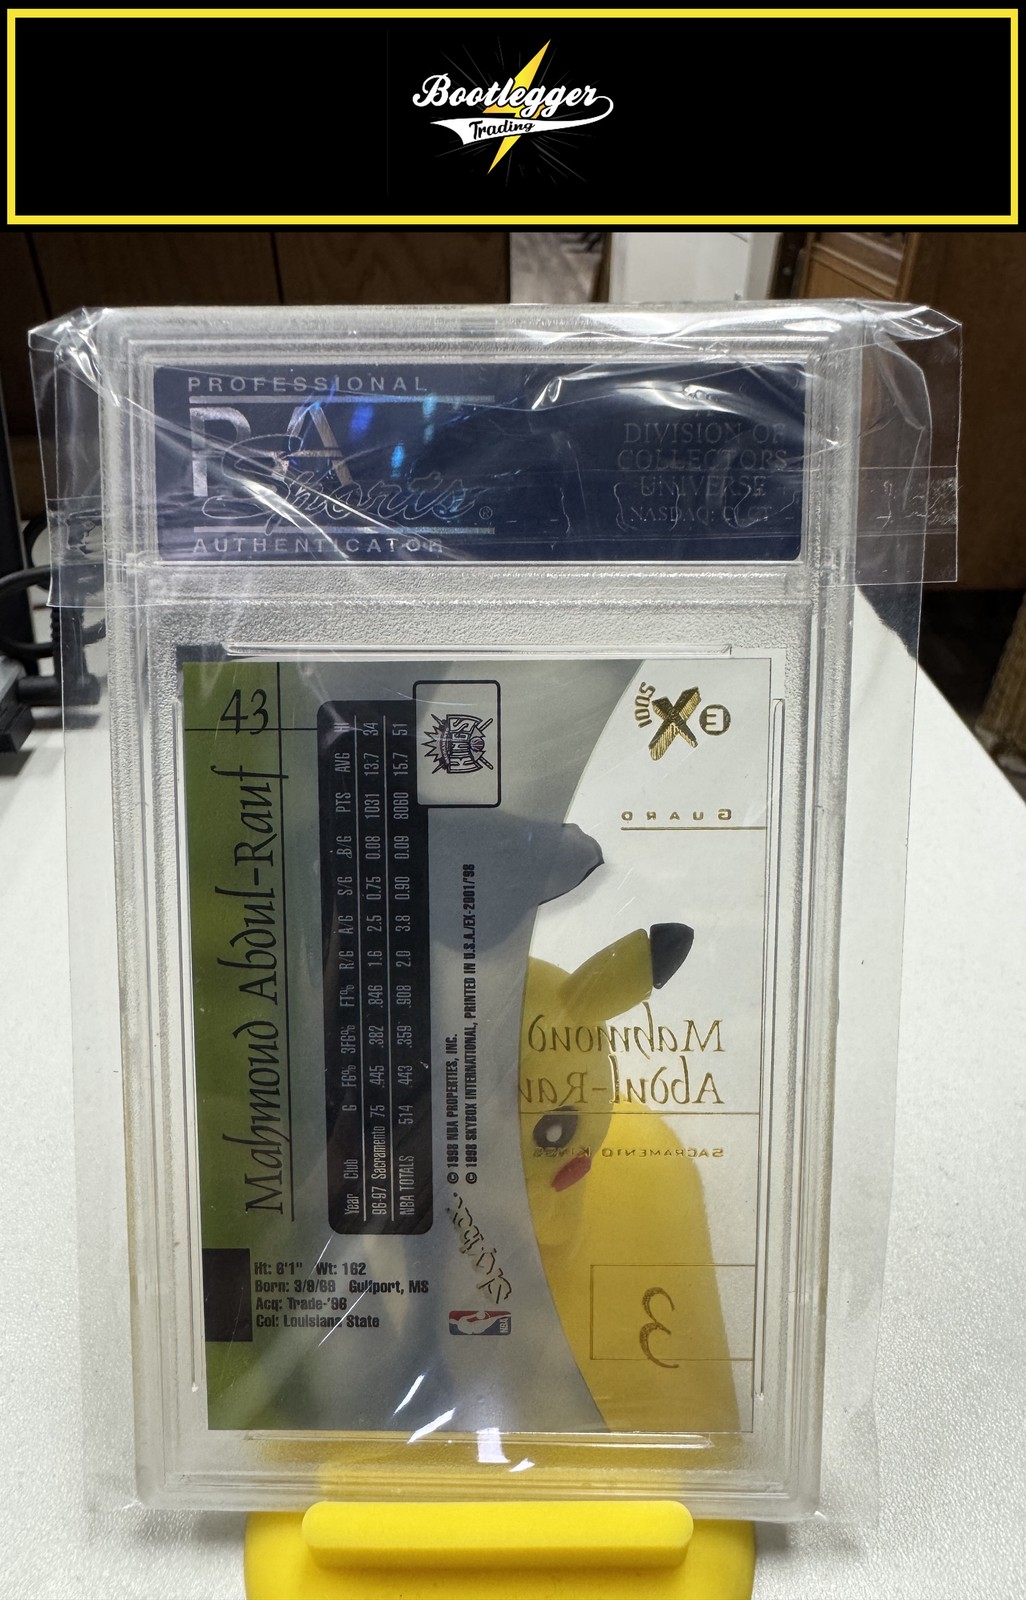 Bootlegger
Trading
PROFESSIONAL
PSA
Sports®
AUTHENTICATOR
DIVISION OF
COLLECTORS
UNIVERSE
NASDAQ: CLCT
43
Mahmoud Abdul-Rauf
Year Club G FG% 3FG% FT% R/G A/G S/G B/G PTS AVG HI
96-97 Sacramento 75 .445 .382 .846 1.6 2.5 0.75 0.08 1031 13.7 34
NBA TOTALS 514 .443 .359 .908 2.0 3.8 0.90 0.09 8060 15.7 51
KINGS
© 1998 NBA PROPERTIES, INC.
© 1998 SKYBOX INTERNATIONAL, PRINTED IN U.S.A./EX-2001/'98
Ht: 6'1" Wt: 162
Born: 3/9/69 Gulfport, MS
Acq: Trade-'96
Col: Louisiana State
SkyBox
NBA
E X 2001
GUARD
Mahmoud
Abdul-Rau
SACRAMENTO KINGS
3